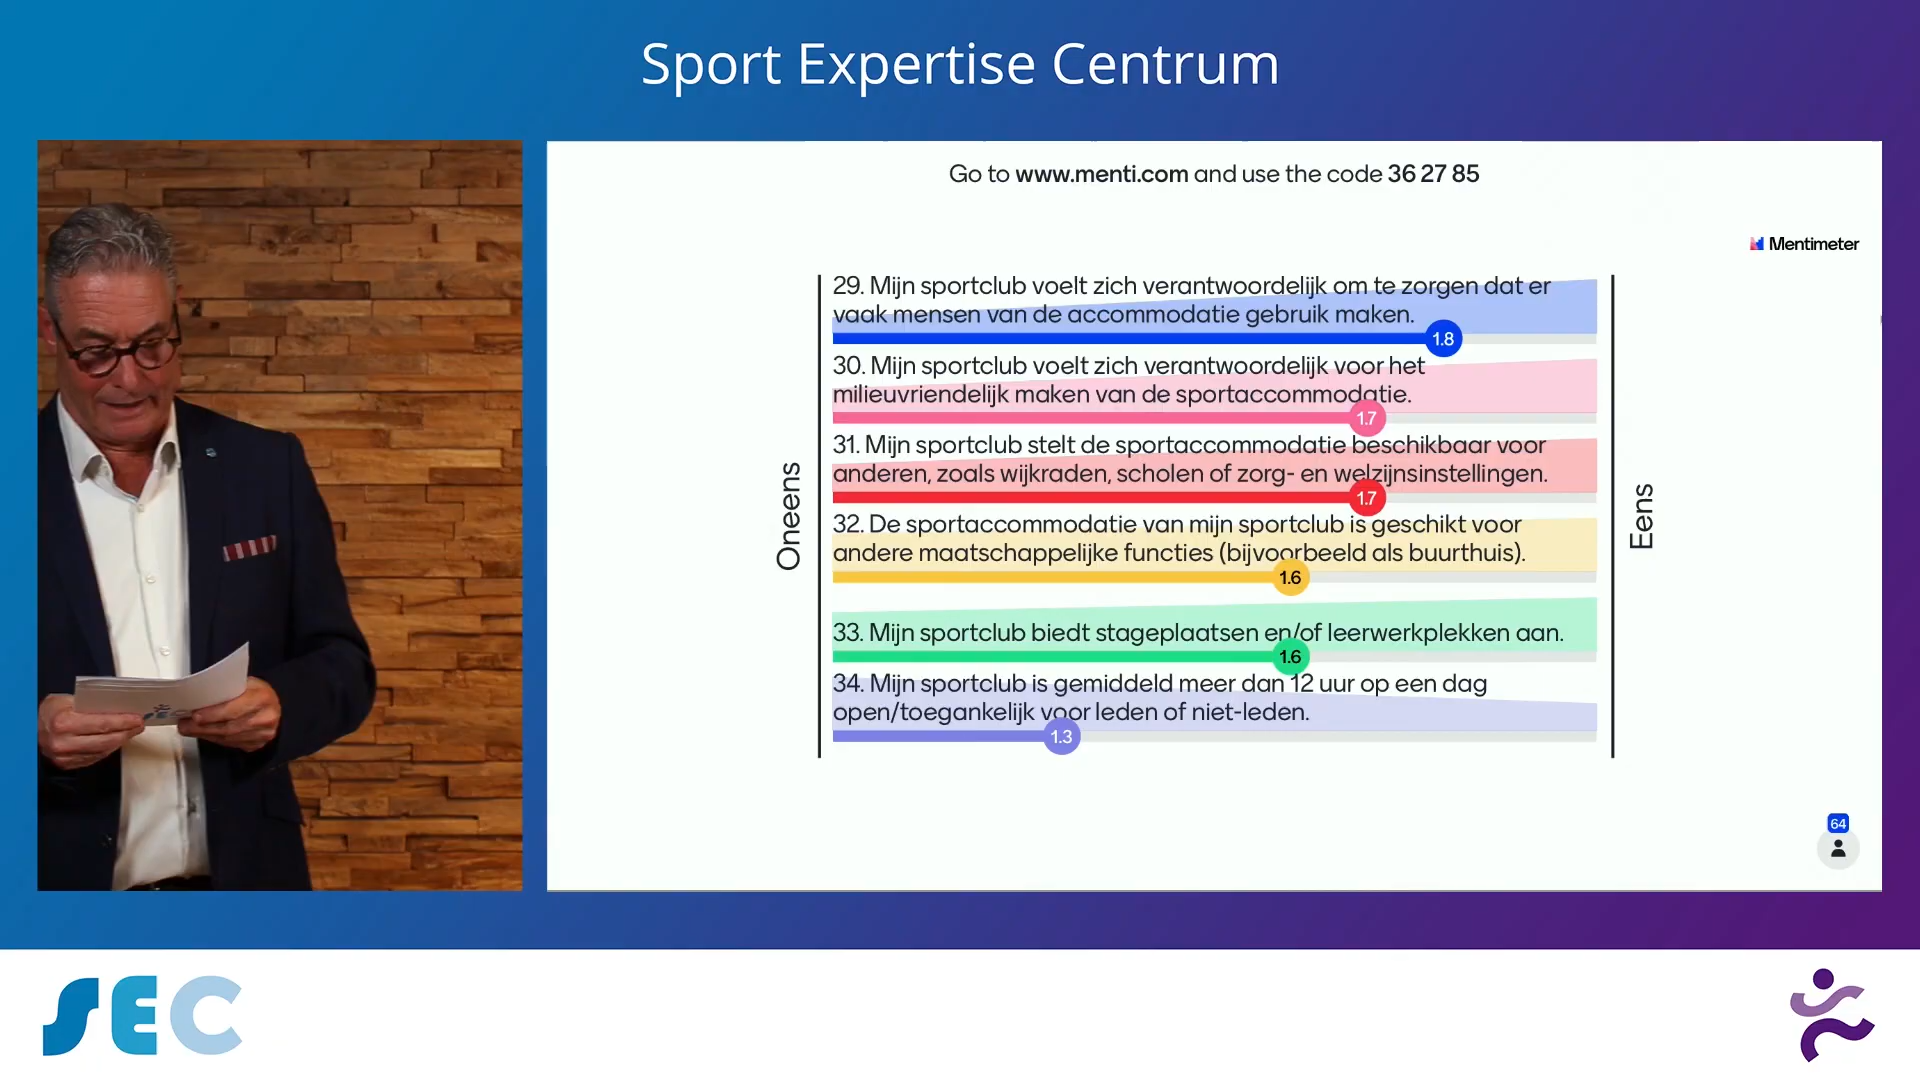 Sport Expertise Centrum
Go to www.menti.com and use the code 36 27 85
Mentimeter
Oneens
29. Mijn sportclub voelt zich verantwoordelijk om te zorgen dat er
vaak mensen van de accommodatie gebruik maken.
1.8
30. Mijn sportclub voelt zich verantwoordelijk voor het
milieuvriendelijk maken van de sportaccommodatie.
1.7
31. Mijn sportclub stelt de sportaccommodatie beschikbaar voor
anderen, zoals wijkraden, scholen of zorg- en welzijnsinstellingen.
1.7
32. De sportaccommodatie van mijn sportclub is geschikt voor
andere maatschappelijke functies (bijvoorbeeld als buurthuis).
1.6
33. Mijn sportclub biedt stageplaatsen en/of leerwerkplekken aan.
1.6
34. Mijn sportclub is gemiddeld meer dan 12 uur op een dag
open/toegankelijk voor leden of niet-leden.
1.3
Eens
64
SEC